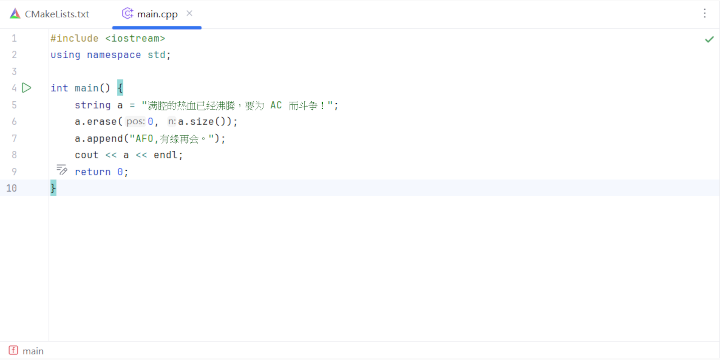 CMakeLists.txt
main.cpp
1 #include <iostream>
2 using namespace std;
3
4 int main() {
5 string a = "满腔的热血已经沸腾，要为 AC 而斗争！";
6 a.erase( pos: 0, n: a.size());
7 a.append("AFO,有缘再会。");
8 cout << a << endl;
9 return 0;
10 }
main